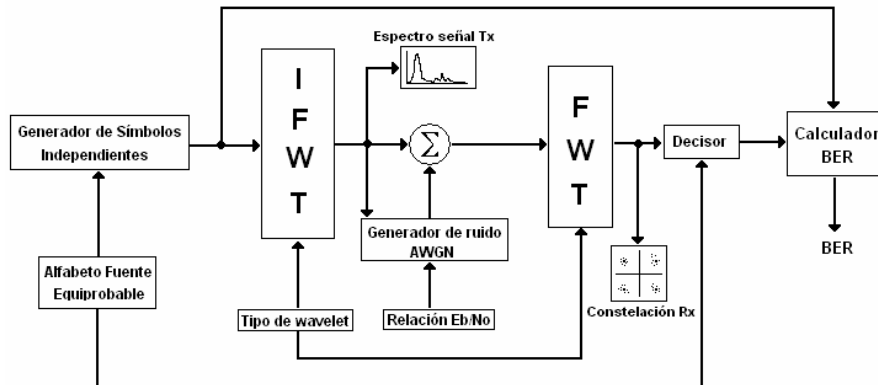 Espectro señal Tx
I
F
W
T
F
W
T
Generador de Símbolos
Independientes
Σ
Decisor
Calculador
BER
Generador de ruido
AWGN
BER
Alfabeto Fuente
Equiprobable
Tipo de wavelet
Relación Eb/No
Constelación Rx